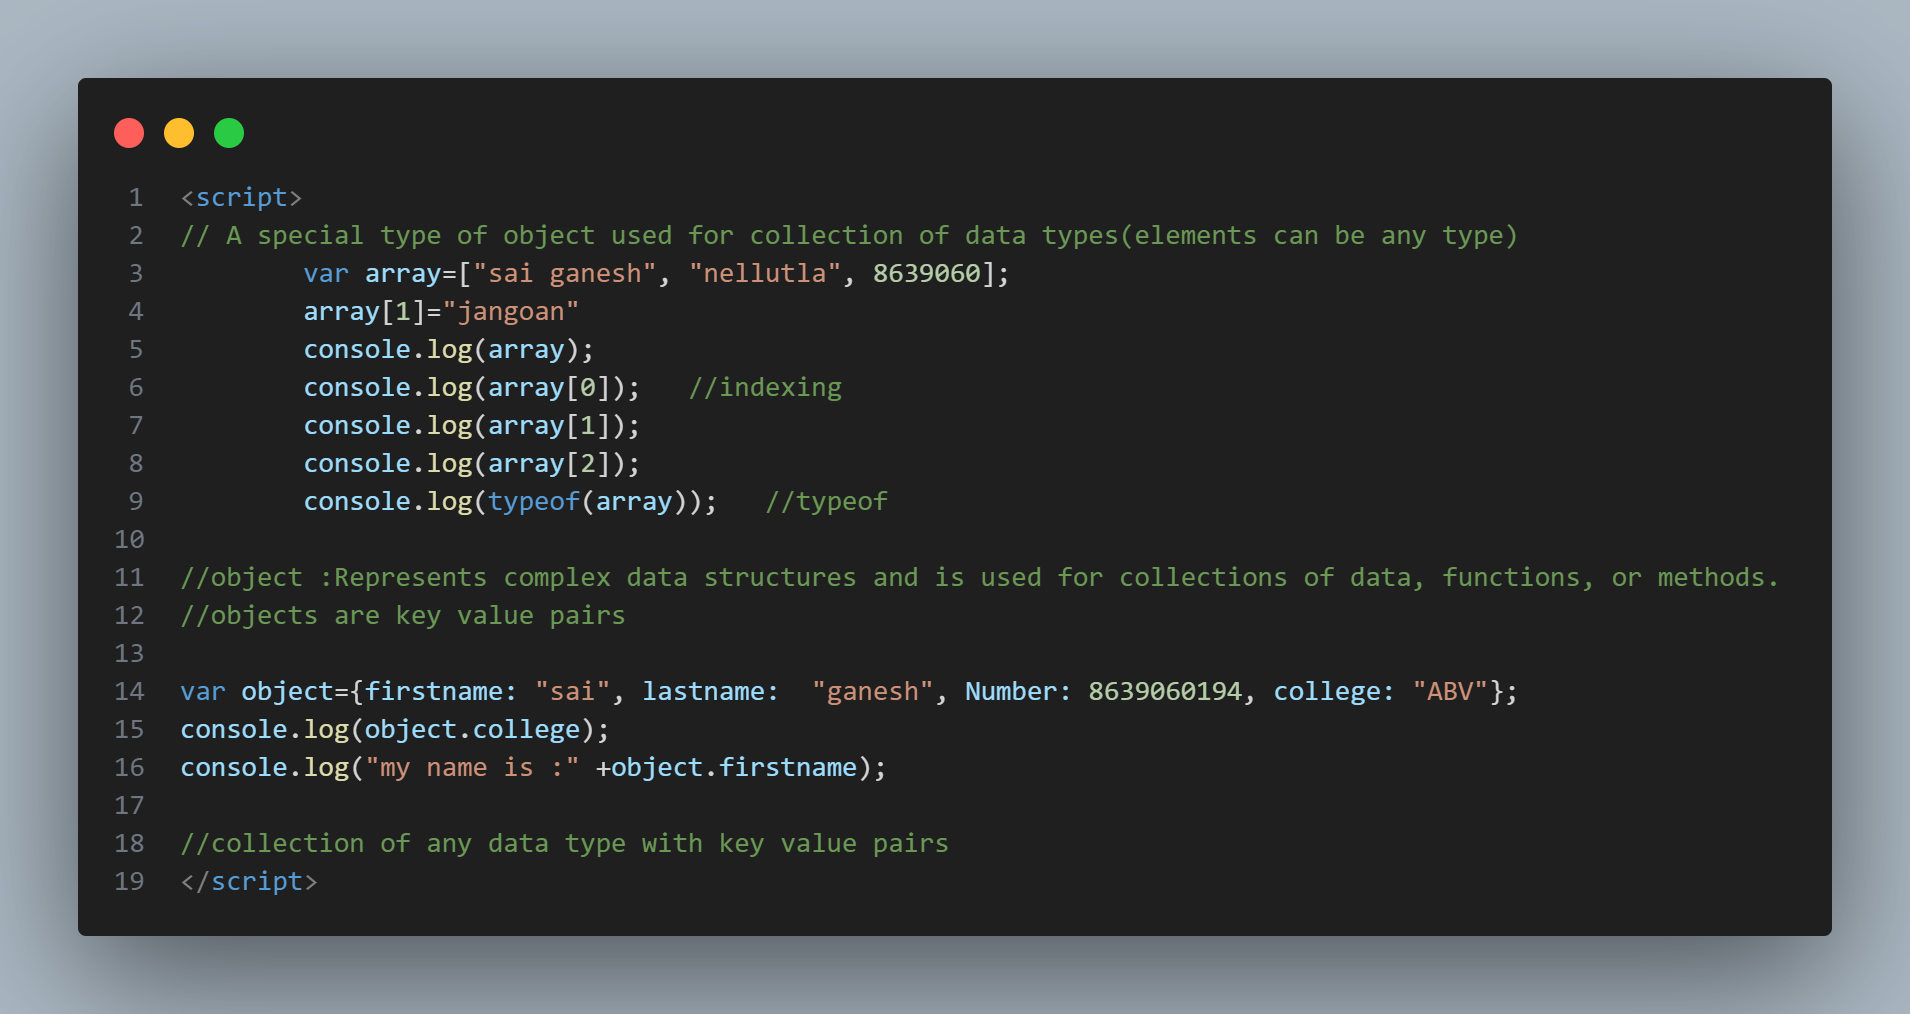 1 <script>
2 // A special type of object used for collection of data types(elements can be any type)
3         var array=["sai ganesh", "nellutla", 8639060];
4         array[1]="jangoan"
5         console.log(array);
6         console.log(array[0]);   //indexing
7         console.log(array[1]);
8         console.log(array[2]);
9         console.log(typeof(array));   //typeof
10
11 //object :Represents complex data structures and is used for collections of data, functions, or methods.
12 //objects are key value pairs
13
14 var object={firstname: "sai", lastname:  "ganesh", Number: 8639060194, college: "ABV"};
15 console.log(object.college);
16 console.log("my name is :" +object.firstname);
17
18 //collection of any data type with key value pairs
19 </script>